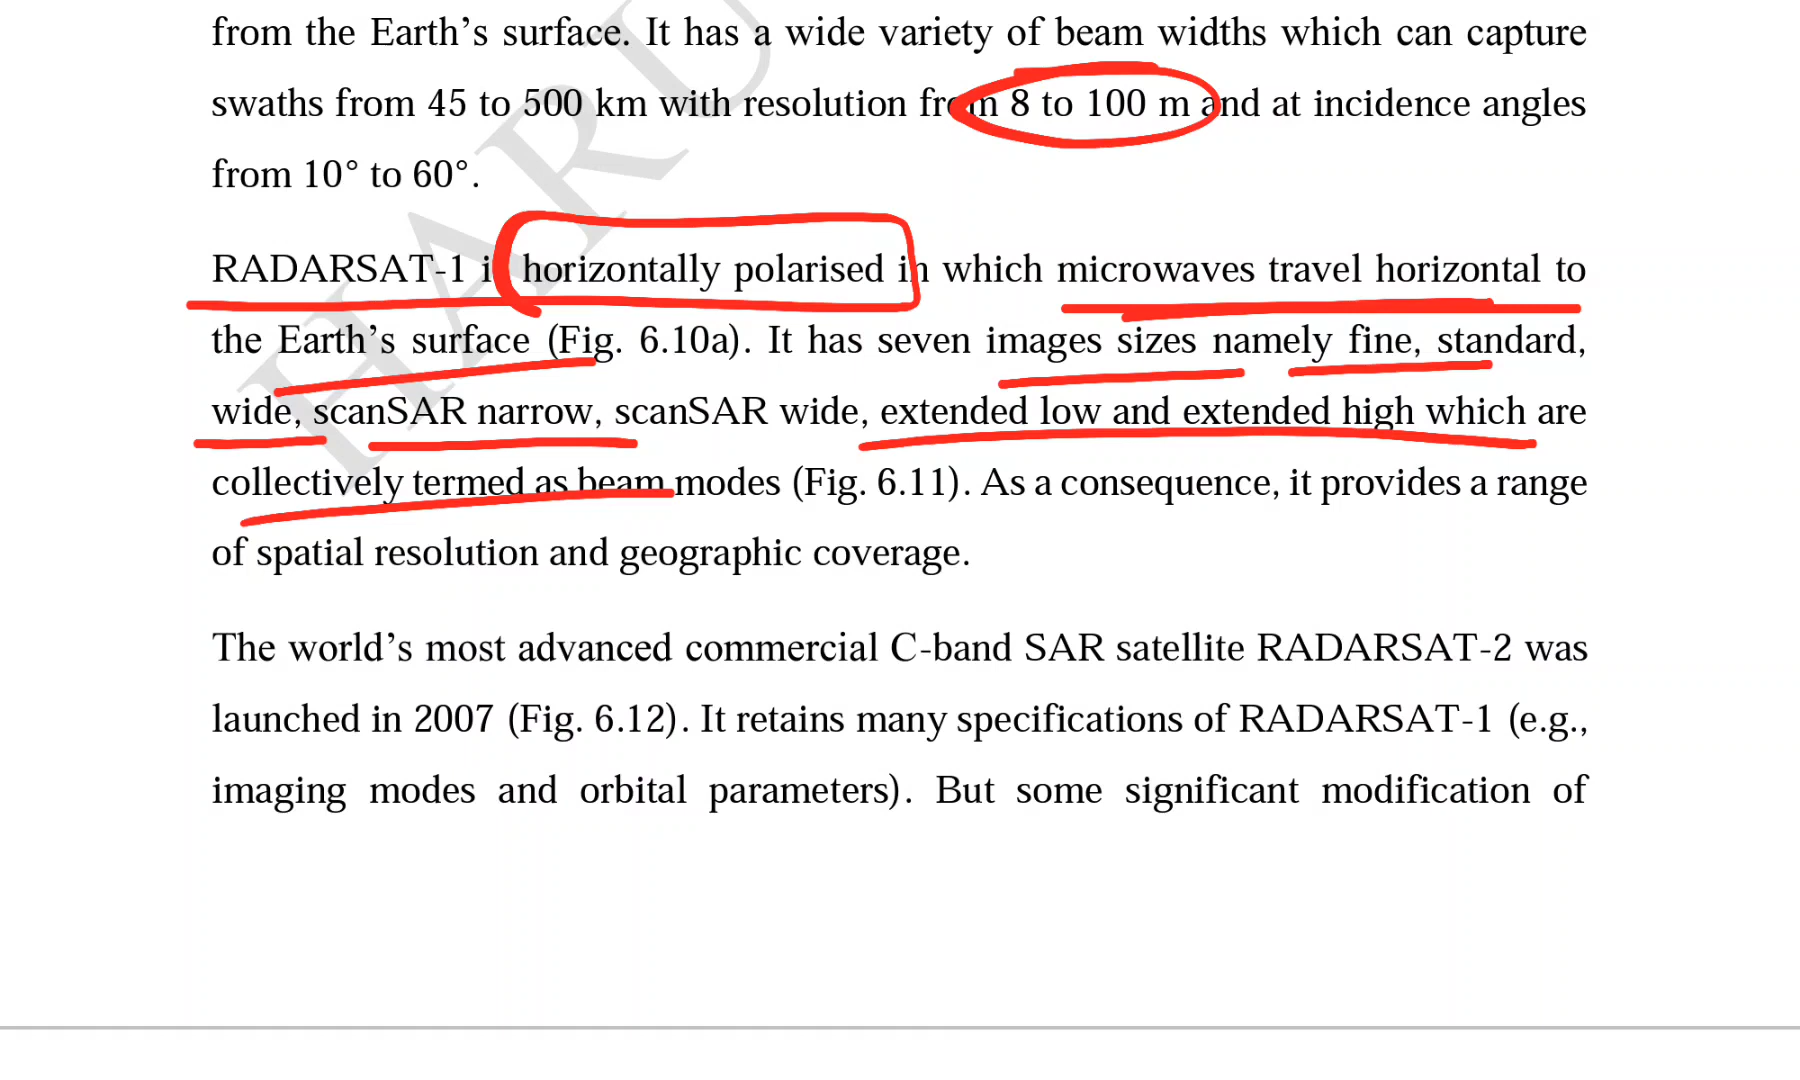 from the Earth’s surface. It has a wide variety of beam widths which can capture
swaths from 45 to 500 km with resolution from 8 to 100 m and at incidence angles
from 10° to 60°.
RADARSAT-1 is horizontally polarised in which microwaves travel horizontal to
the Earth’s surface (Fig. 6.10a). It has seven images sizes namely fine, standard,
wide, scanSAR narrow, scanSAR wide, extended low and extended high which are
collectively termed as beam modes (Fig. 6.11). As a consequence, it provides a range
of spatial resolution and geographic coverage.
The world’s most advanced commercial C-band SAR satellite RADARSAT-2 was
launched in 2007 (Fig. 6.12). It retains many specifications of RADARSAT-1 (e.g.,
imaging modes and orbital parameters). But some significant modification of
HARU